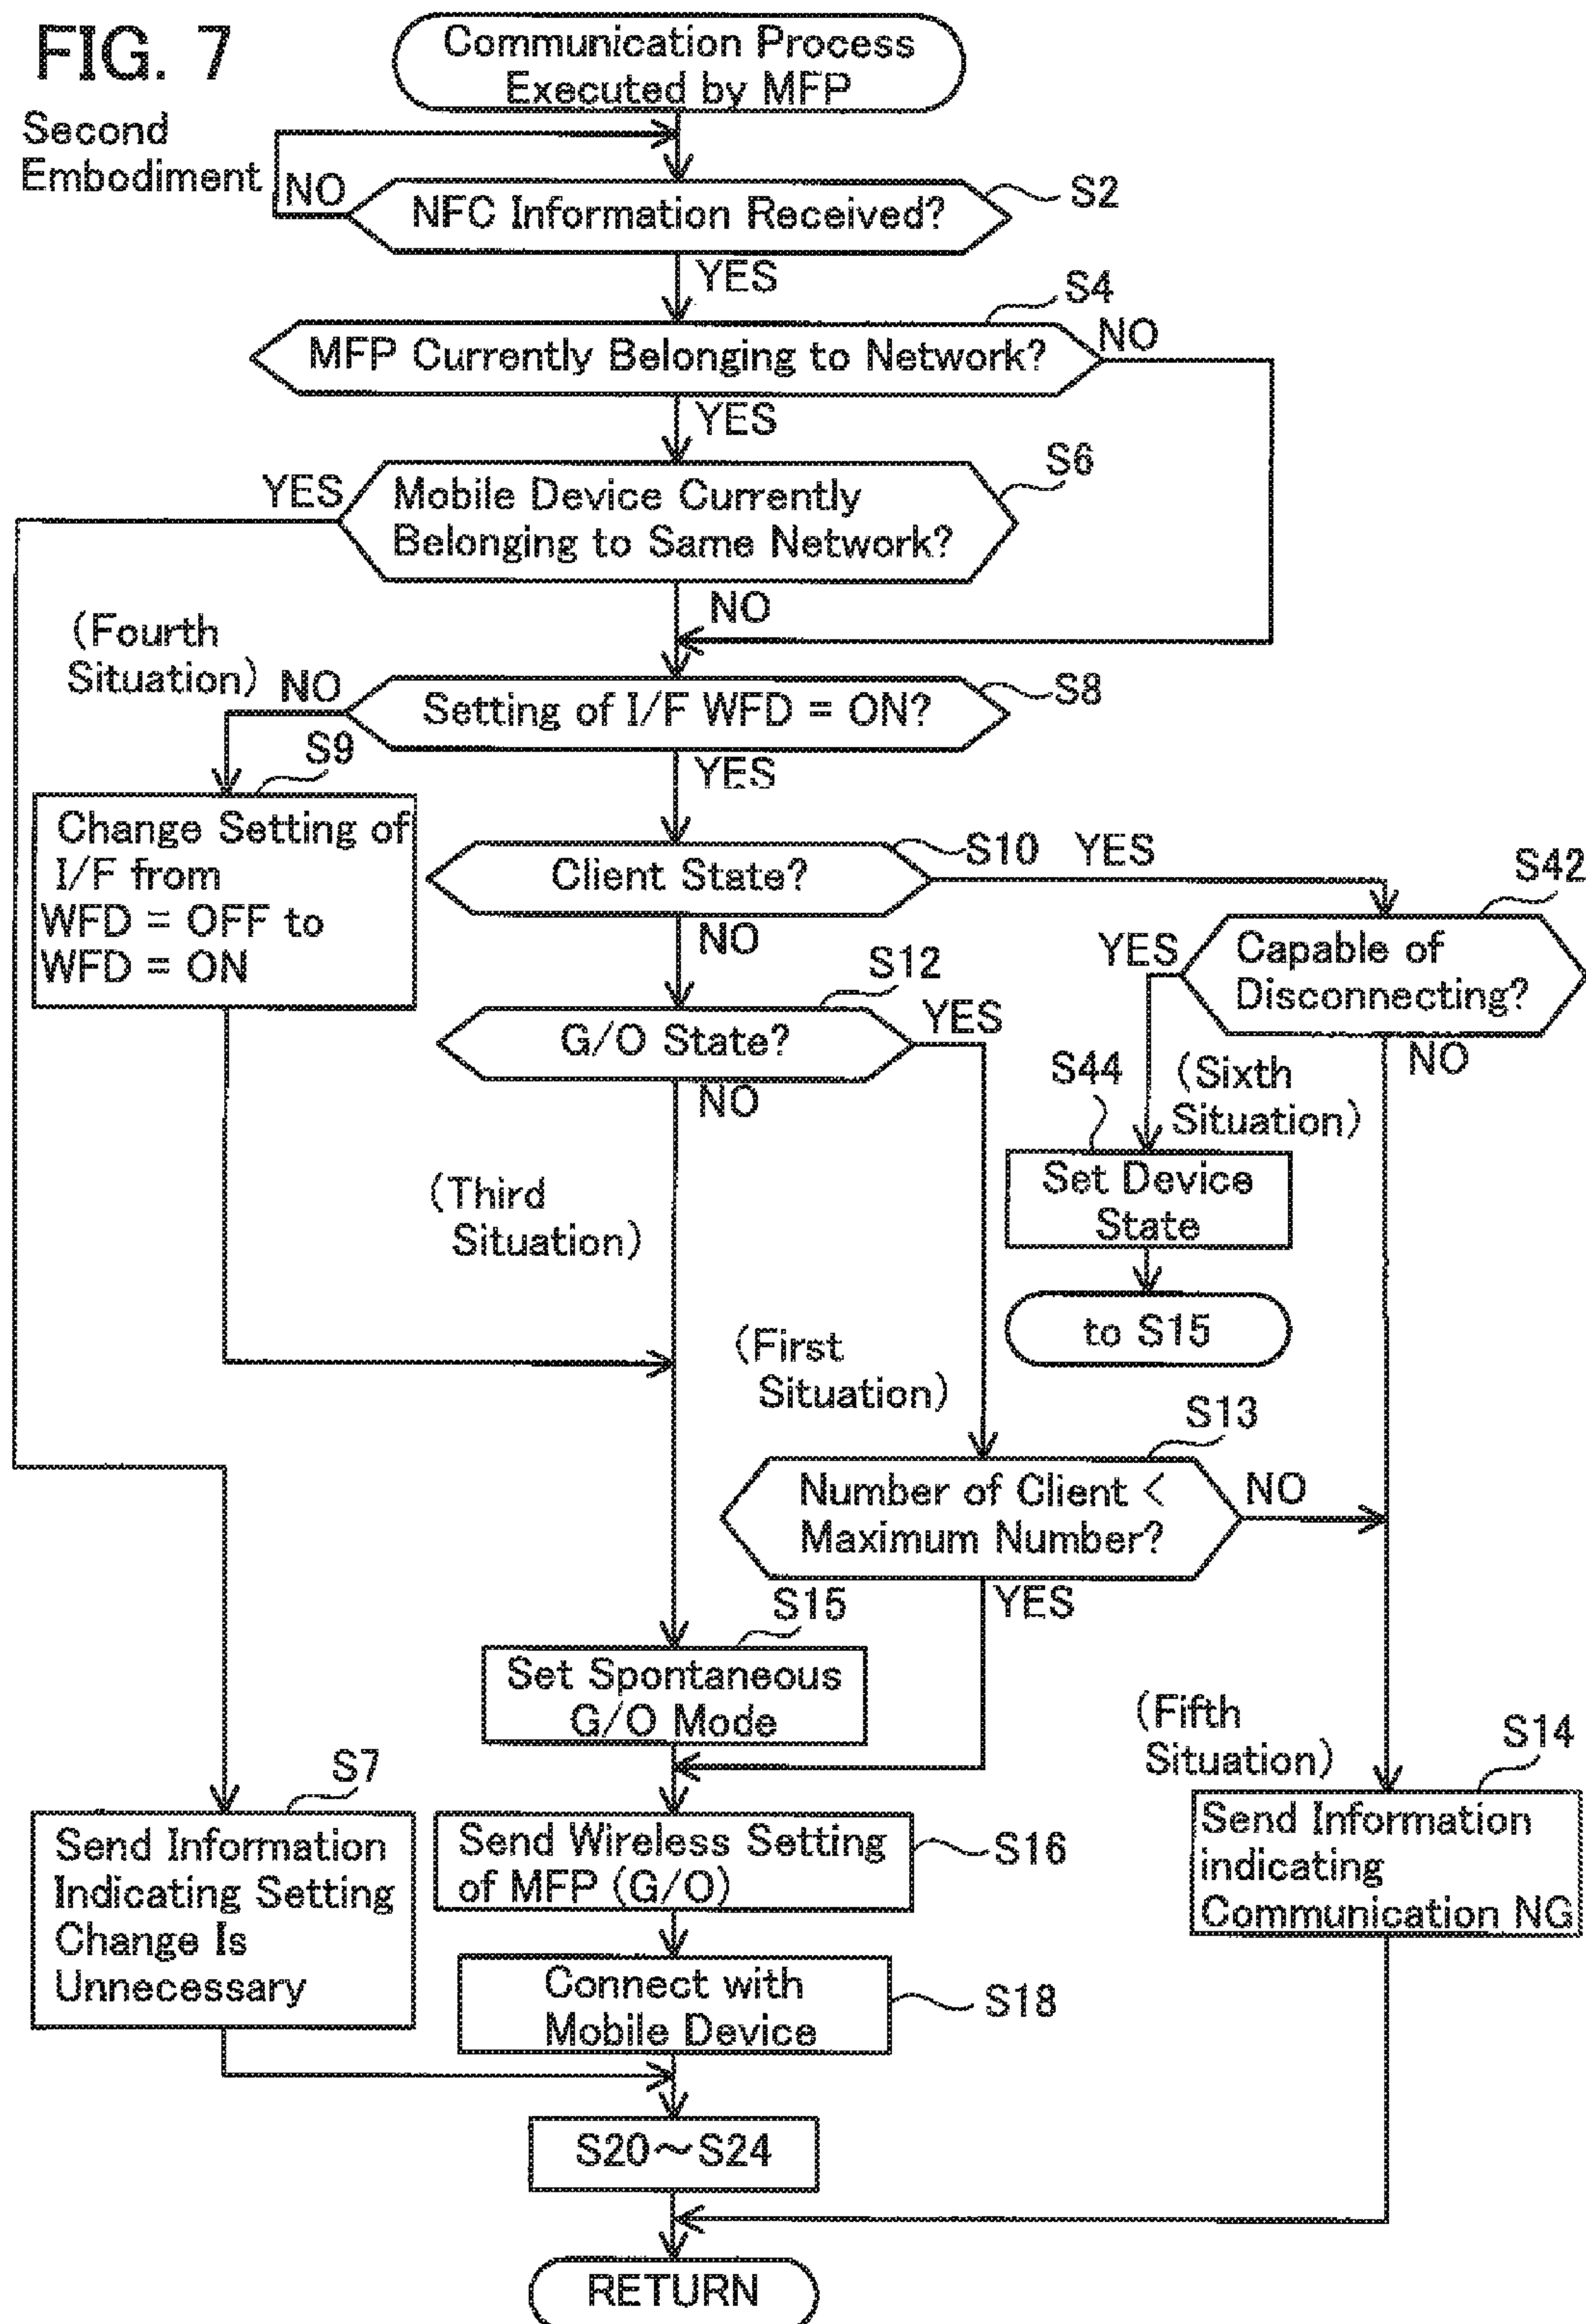 FIG. 7
Second
Embodiment
Communication Process
Executed by MFP
NO
NFC Information Received?
S2
YES
S4
MFP Currently Belonging to Network?
NO
YES
S6
YES
Mobile Device Currently
Belonging to Same Network?
NO
(Fourth
Situation)
NO
Setting of I/F WFD = ON?
S8
YES
S9
Change Setting of
I/F from
WFD = OFF to
WFD = ON
Client State?
S10
YES
NO
S42
Capable of
Disconnecting?
YES
NO
S12
G/O State?
YES
NO
S44
(Sixth
Situation)
Set Device
State
to S15
(Third
Situation)
(First
Situation)
S13
Number of Client <
Maximum Number?
NO
YES
S15
Set Spontaneous
G/O Mode
(Fifth
Situation)
S14
Send Information
indicating
Communication NG
S7
Send Information
Indicating Setting
Change Is
Unnecessary
Send Wireless Setting
of MFP (G/O)
S16
Connect with
Mobile Device
S18
S20~S24
RETURN